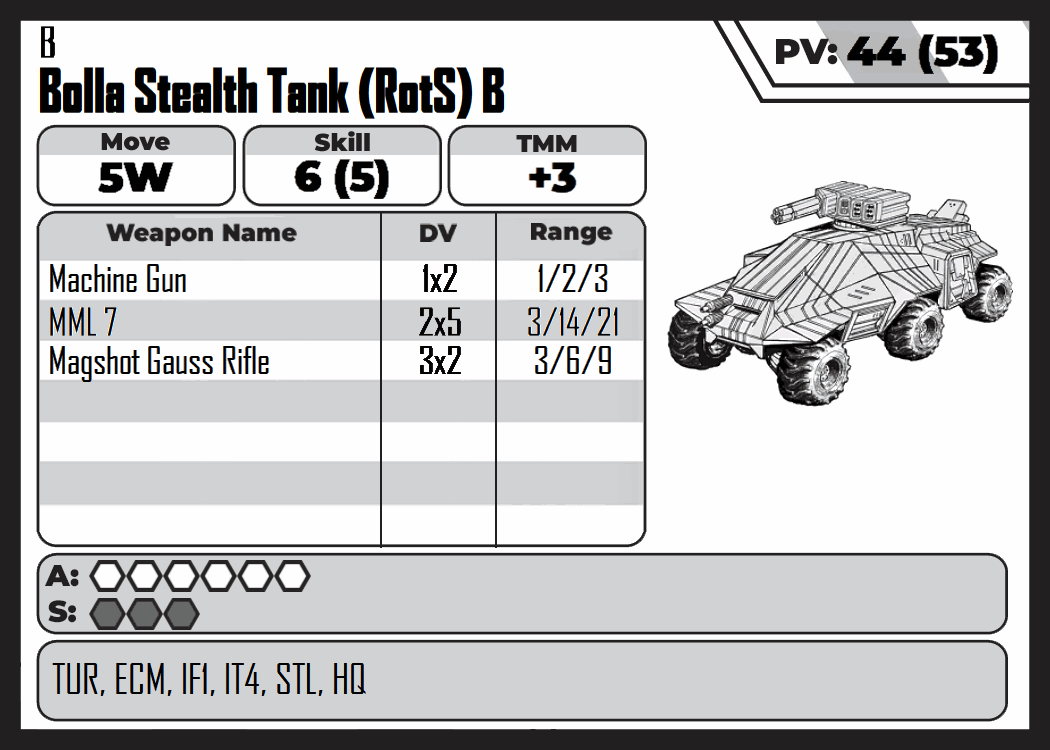 B
Bolla Stealth Tank (RotS) B
PV: 44 (53)
Move
5W
Skill
6 (5)
TMM
+3
Weapon Name DV Range
Machine Gun 1x2 1/2/3
MML 7 2x5 3/14/21
Magshot Gauss Rifle 3x2 3/6/9
A:
S:
TUR, ECM, IF1, IT4, STL, HQ